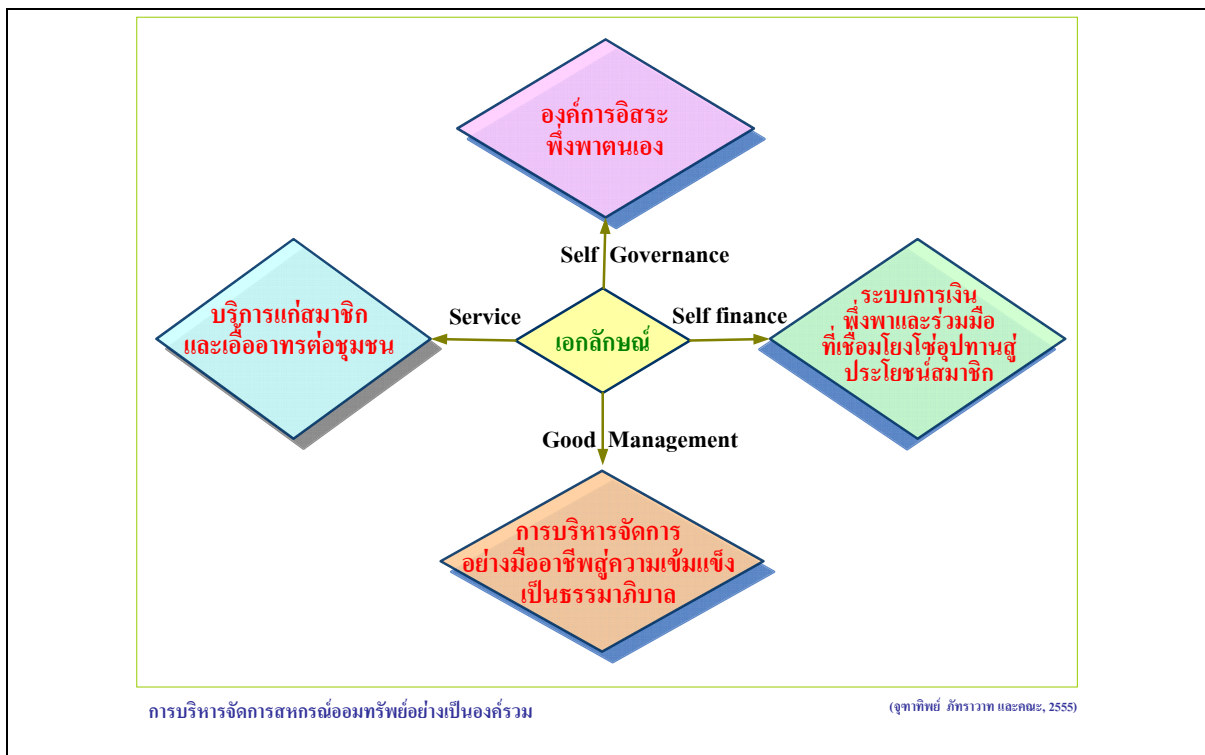 องค์การอิสระ
พึ่งพาตนเอง
Self Governance
บริการแก่สมาชิก
และเอื้ออาทรต่อชุมชน
Service
เอกลักษณ์
Self finance
ระบบการเงิน
พึ่งพาและร่วมมือ
ที่เชื่อมโยงโซ่อุปทานสู่
ประโยชน์สมาชิก
Good Management
การบริหารจัดการ
อย่างมืออาชีพสู่ความเข้มแข็ง
เป็นธรรมาภิบาล
การบริหารจัดการสหกรณ์ออมทรัพย์อย่างเป็นองค์รวม
(จุฑาทิพย์ ภัทราวาท และคณะ, 2555)